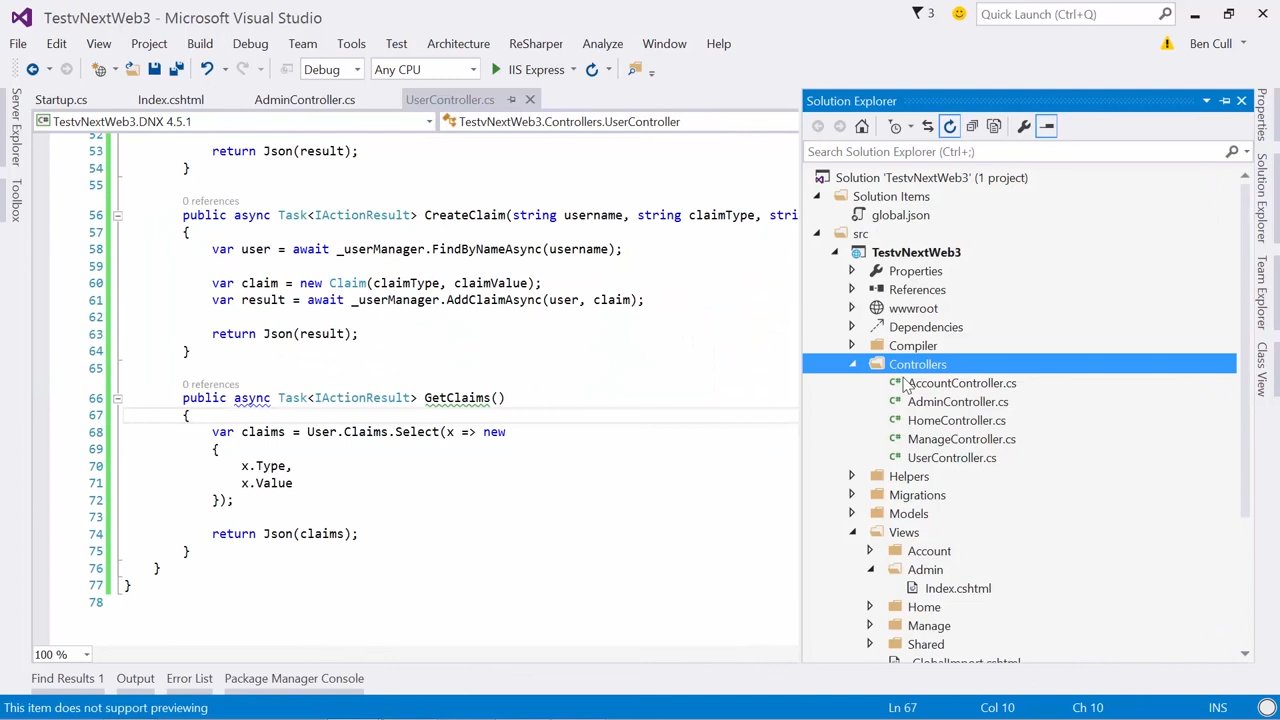 TestvNextWeb3 - Microsoft Visual Studio
3
Quick Launch (Ctrl+Q)
File Edit View Project Build Debug Team Tools Test Architecture ReSharper Analyze Window Help
Ben Cull
Debug Any CPU IIS Express
Server Explorer
Toolbox
Startup.cs Index.cshtml AdminController.cs UserController.cs
TestvNextWeb3.DNX 4.5.1 TestvNextWeb3.Controllers.UserController
52
53 return Json(result);
54 }
55
0 references
56 public async Task<IActionResult> CreateClaim(string username, string claimType, stri
57 {
58 var user = await _userManager.FindByNameAsync(username);
59
60 var claim = new Claim(claimType, claimValue);
61 var result = await _userManager.AddClaimAsync(user, claim);
62
63 return Json(result);
64 }
65
0 references
66 public async Task<IActionResult> GetClaims()
67 {
68 var claims = User.Claims.Select(x => new
69 {
70 x.Type,
71 x.Value
72 });
73
74 return Json(claims);
75 }
76 }
77 }
78
100 %
Solution Explorer
Search Solution Explorer (Ctrl+;)
Solution 'TestvNextWeb3' (1 project)
Solution Items
global.json
src
TestvNextWeb3
Properties
References
wwwroot
Dependencies
Compiler
Controllers
AccountController.cs
AdminController.cs
HomeController.cs
ManageController.cs
UserController.cs
Helpers
Migrations
Models
Views
Account
Admin
Index.cshtml
Home
Manage
Shared
_GlobalImport.cshtml
Properties
Solution Explorer
Team Explorer
Class View
Find Results 1 Output Error List Package Manager Console
This item does not support previewing Ln 67 Col 10 Ch 10 INS